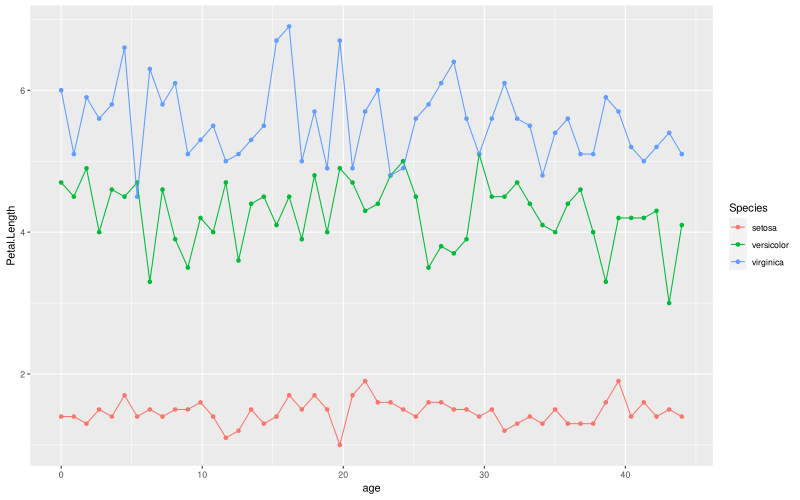 Petal.Length
6
4
2
0
10
20
30
40
age
Species
setosa
versicolor
virginica